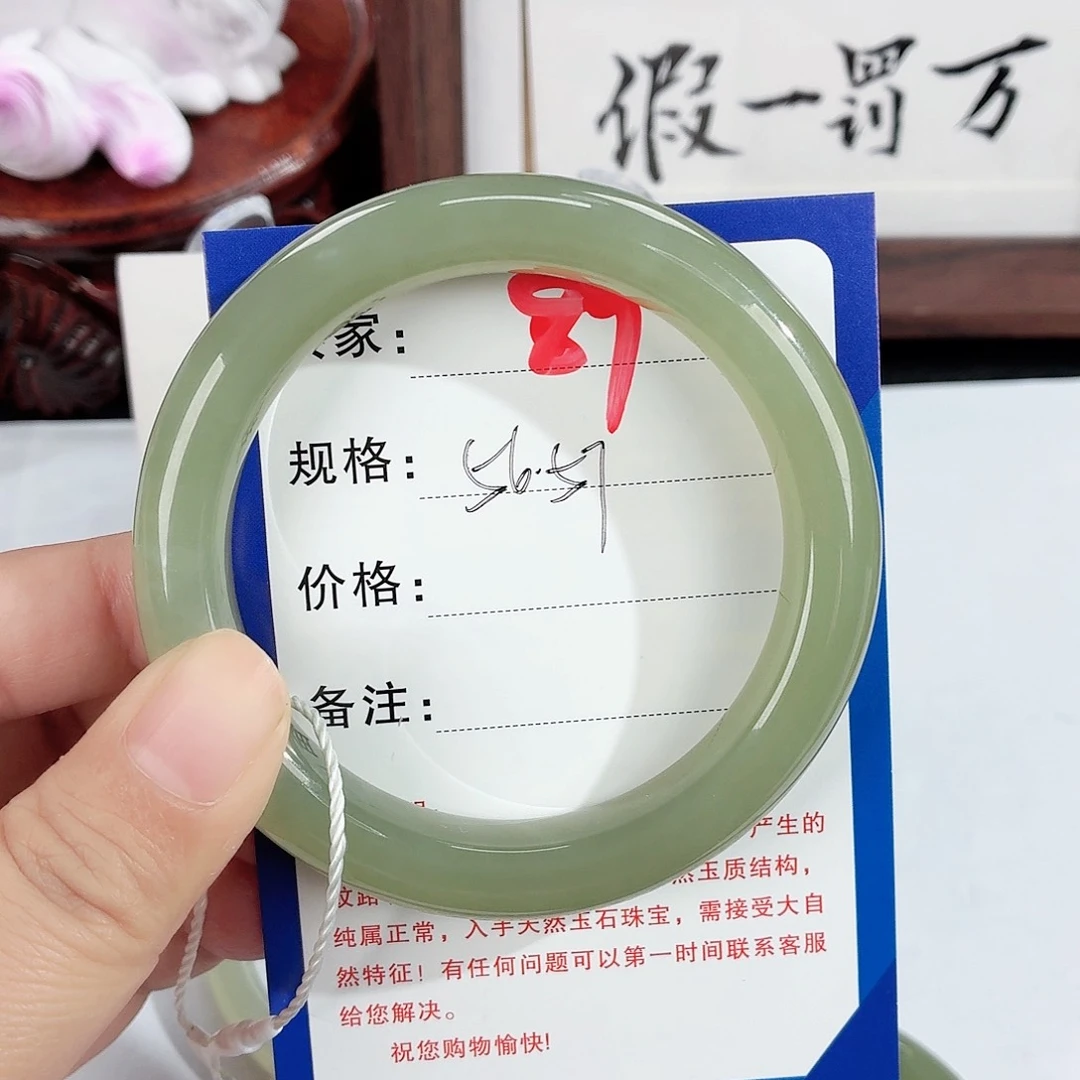 假一罚万
家：
87
规格：56.57
价格：
备注：
产生的
玉质结构，
纹路
纯属正常，入手天然玉石珠宝，需接受大自
然特征！有任何问题可以第一时间联系客服
给您解决。
祝您购物愉快!